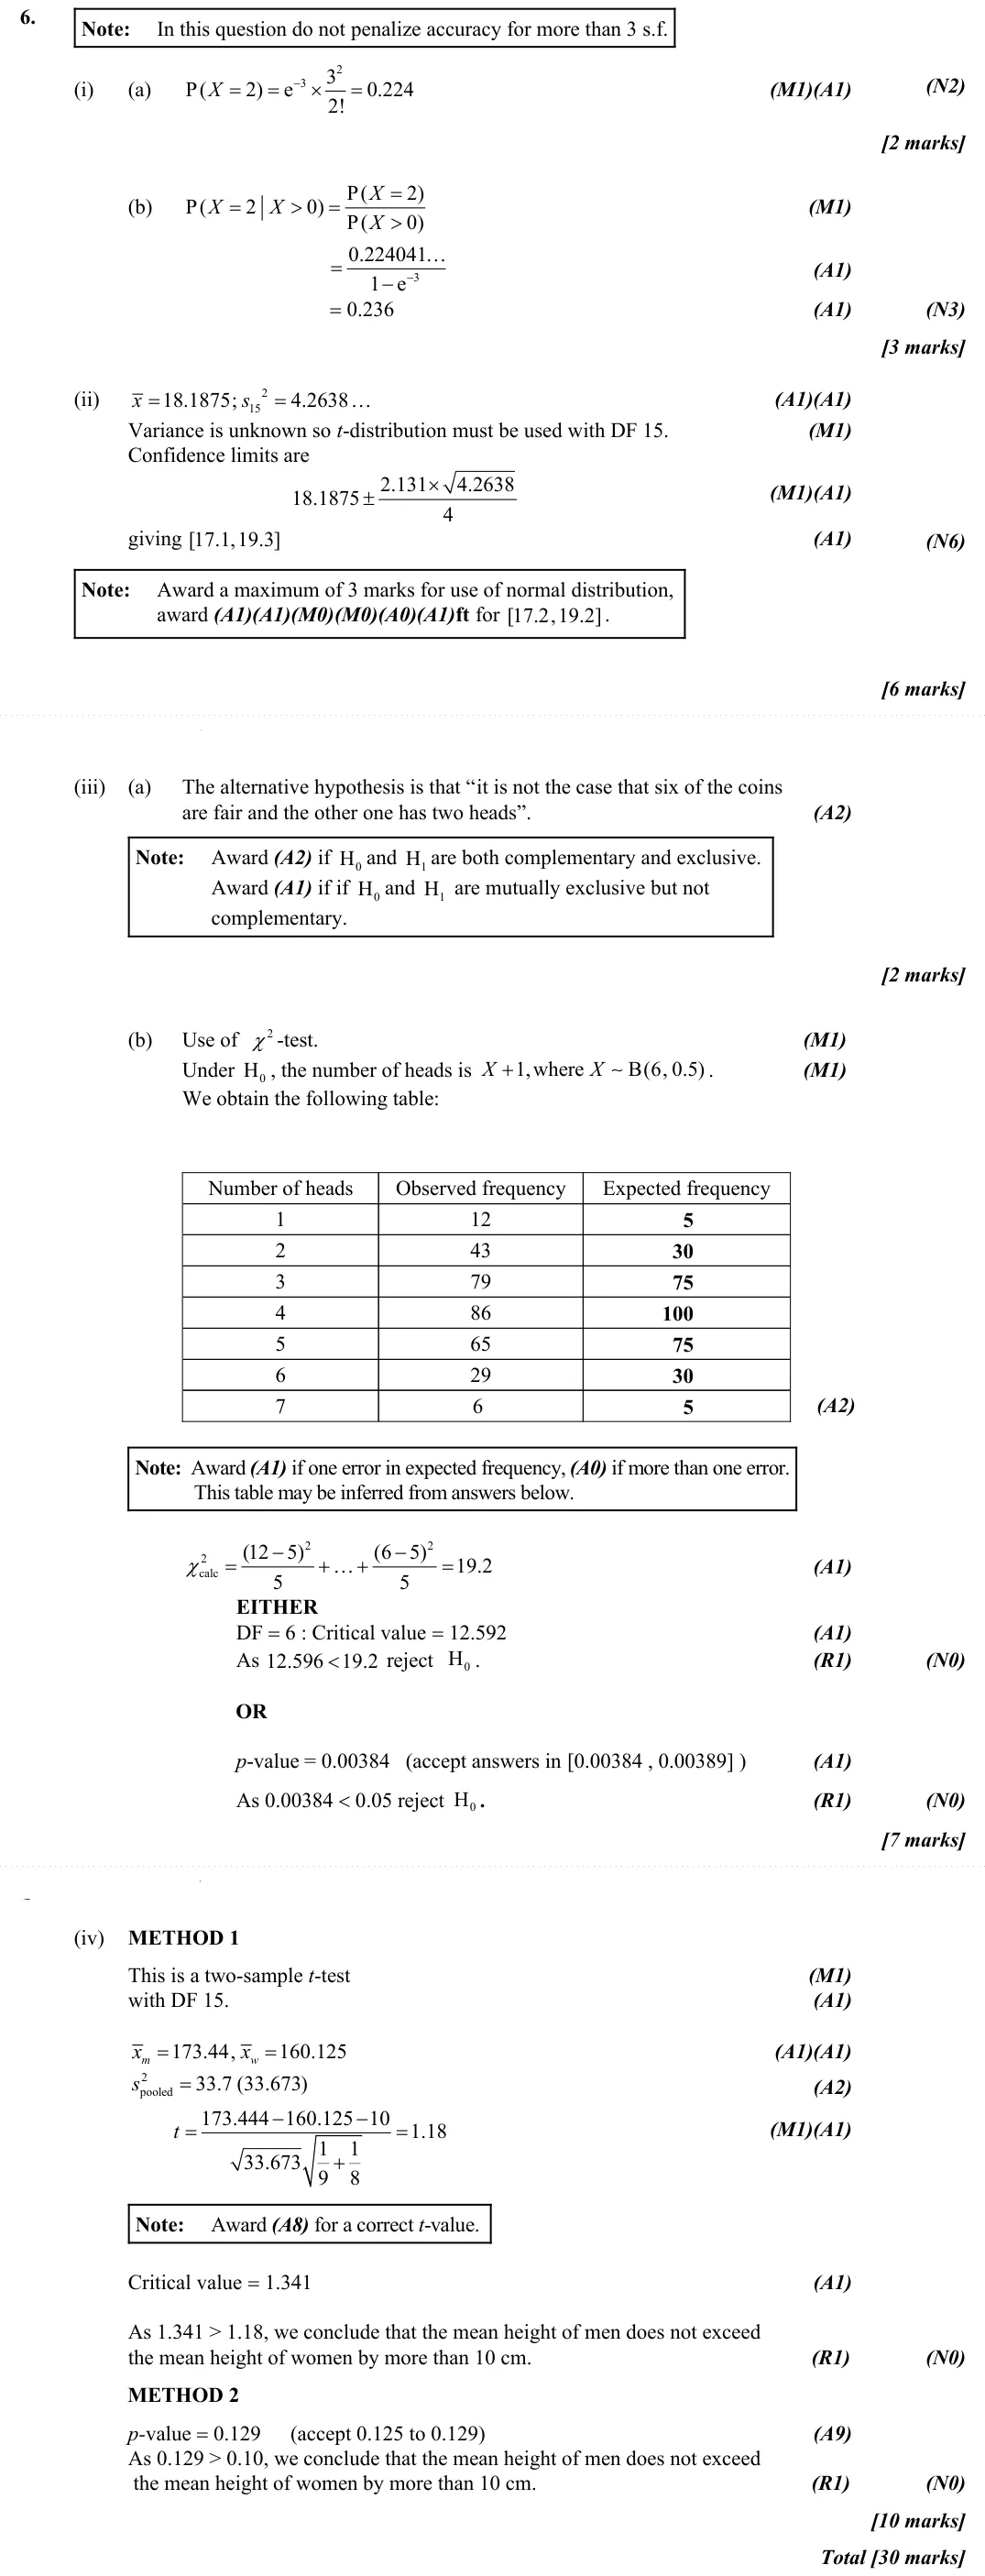 6.
Note: In this question do not penalize accuracy for more than 3 s.f.
(i) (a) P(X = 2) = e⁻³ × 3²/2! = 0.224 (M1)(A1) (N2)
[2 marks]
(b) P(X = 2 | X > 0) = P(X = 2)/P(X > 0) (M1)
= 0.224041…/(1 − e⁻³) (A1)
= 0.236 (A1) (N3)
[3 marks]
(ii) x̄ = 18.1875; s₁₅² = 4.2638… (A1)(A1)
Variance is unknown so t-distribution must be used with DF 15. (M1)
Confidence limits are
18.1875 ± (2.131 × √4.2638)/4 (M1)(A1)
giving [17.1, 19.3] (A1) (N6)
Note: Award a maximum of 3 marks for use of normal distribution,
award (A1)(A1)(M0)(M0)(A0)(A1)ft for [17.2, 19.2].
[6 marks]
(iii) (a) The alternative hypothesis is that “it is not the case that six of the coins
are fair and the other one has two heads”. (A2)
Note: Award (A2) if H₀ and H₁ are both complementary and exclusive.
Award (A1) if if H₀ and H₁ are mutually exclusive but not
complementary.
[2 marks]
(b) Use of χ²-test. (M1)
Under H₀, the number of heads is X + 1, where X ~ B(6, 0.5). (M1)
We obtain the following table:
Number of heads Observed frequency Expected frequency
1 12 5
2 43 30
3 79 75
4 86 100
5 65 75
6 29 30
7 6 5 (A2)
Note: Award (A1) if one error in expected frequency, (A0) if more than one error.
This table may be inferred from answers below.
χ²calc = (12 − 5)²/5 + … + (6 − 5)²/5 = 19.2 (A1)
EITHER
DF = 6 : Critical value = 12.592 (A1)
As 12.596 < 19.2 reject H₀. (R1) (N0)
OR
p-value = 0.00384 (accept answers in [0.00384 , 0.00389] ) (A1)
As 0.00384 < 0.05 reject H₀. (R1) (N0)
[7 marks]
(iv) METHOD 1
This is a two-sample t-test (M1)
with DF 15. (A1)
x̄ₘ = 173.44, x̄w = 160.125 (A1)(A1)
s²pooled = 33.7 (33.673) (A2)
t = (173.444 − 160.125 − 10)/(√33.673 √(1/9 + 1/8)) = 1.18 (M1)(A1)
Note: Award (A8) for a correct t-value.
Critical value = 1.341 (A1)
As 1.341 > 1.18, we conclude that the mean height of men does not exceed
the mean height of women by more than 10 cm. (R1) (N0)
METHOD 2
p-value = 0.129 (accept 0.125 to 0.129) (A9)
As 0.129 > 0.10, we conclude that the mean height of men does not exceed
the mean height of women by more than 10 cm. (R1) (N0)
[10 marks]
Total [30 marks]